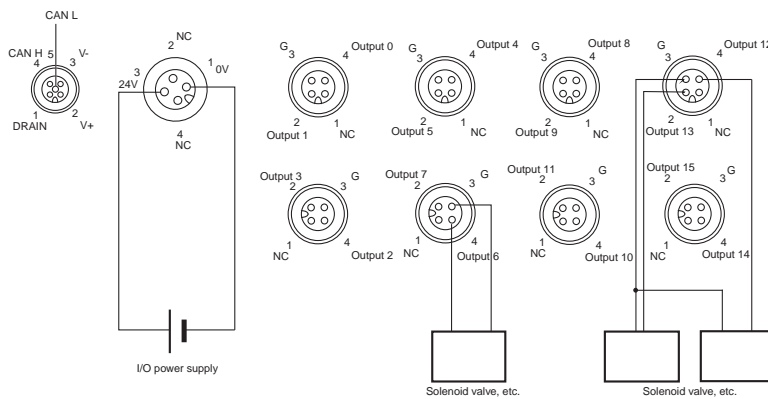 CAN L
CAN H 5 V-
4 3
1 2
DRAIN V+
NC
2
3 1 0V
24V
4
NC
G Output 0
3 4
2 1
Output 1 NC
G Output 4
3 4
2 1
Output 5 NC
G Output 8
3 4
2 1
Output 9 NC
G Output 12
3 4
2 1
Output 13 NC
Output 3 G
2 3
1 4
NC Output 2
Output 7 G
2 3
1 4
NC Output 6
Output 11 G
2 3
1 4
NC Output 10
Output 15 G
2 3
1 4
NC Output 14
I/O power supply
Solenoid valve, etc.
Solenoid valve, etc.